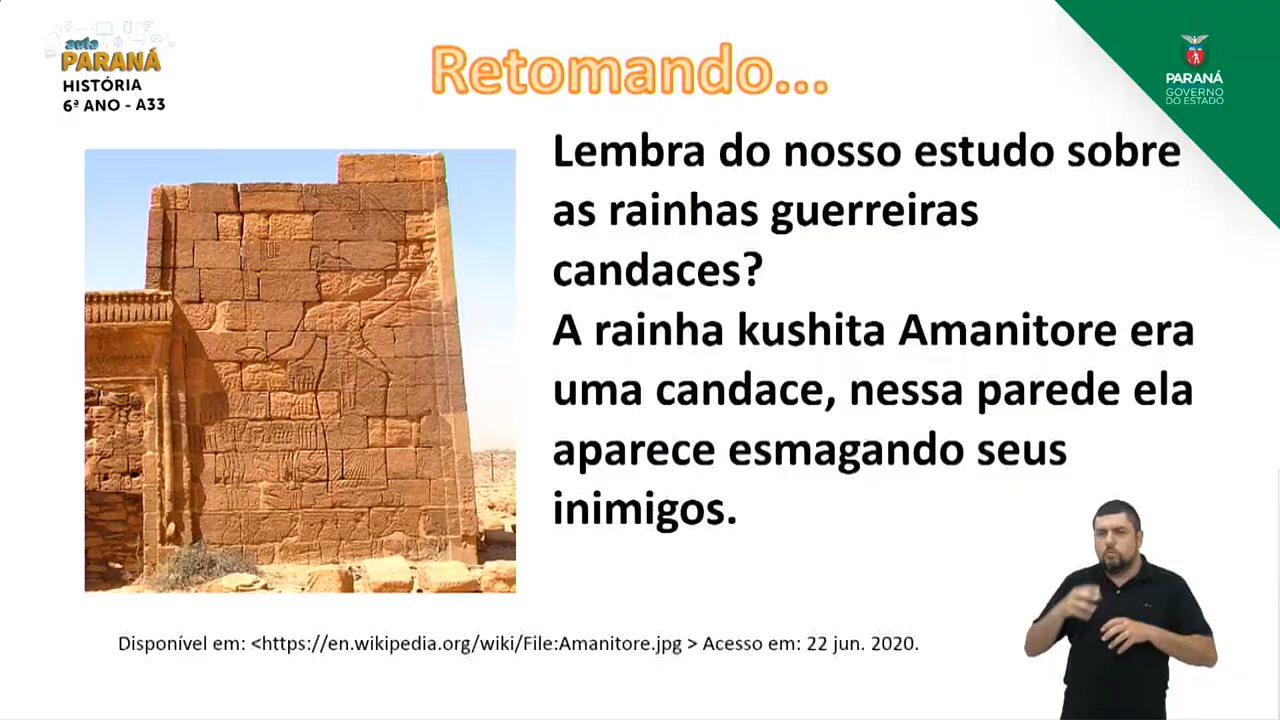 aula
PARANÁ
HISTÓRIA
6º ANO - A33
Retomando...
PARANÁ
GOVERNO
DO ESTADO
Lembra do nosso estudo sobre
as rainhas guerreiras
candaces?
A rainha kushita Amanitore era
uma candace, nessa parede ela
aparece esmagando seus
inimigos.
Disponível em: <https://en.wikipedia.org/wiki/File:Amanitore.jpg > Acesso em: 22 jun. 2020.